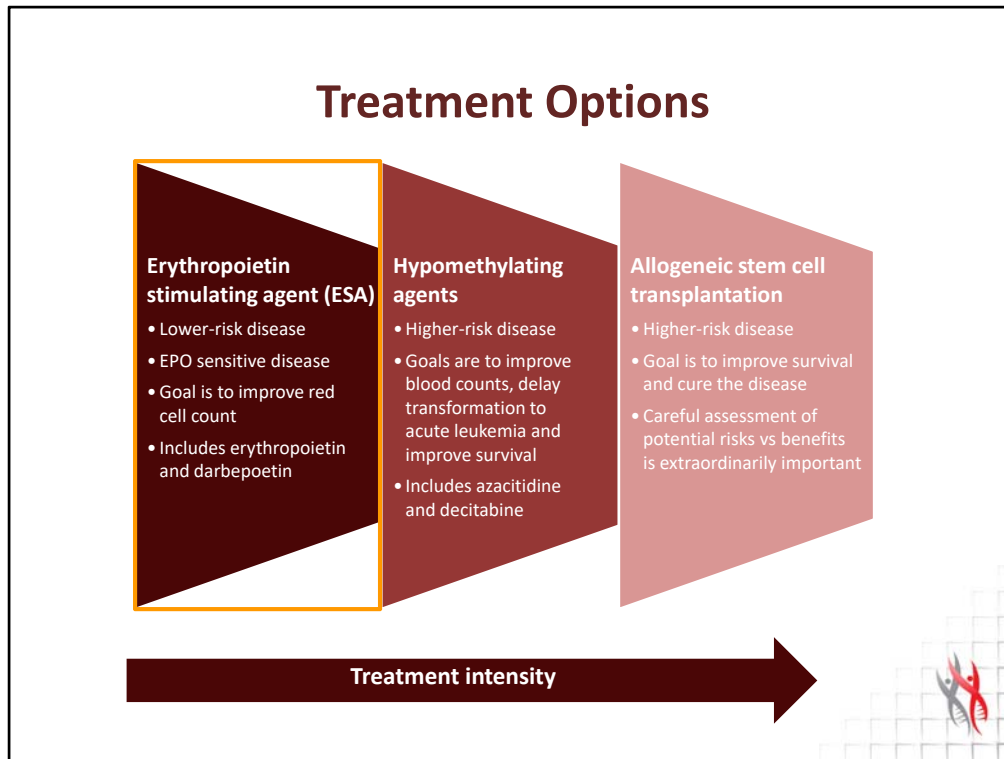 Treatment Options
Erythropoietin
stimulating agent (ESA)
• Lower-risk disease
• EPO sensitive disease
• Goal is to improve red
cell count
• Includes erythropoietin
and darbepoetin
Hypomethylating
agents
• Higher-risk disease
• Goals are to improve
blood counts, delay
transformation to
acute leukemia and
improve survival
• Includes azacitidine
and decitabine
Allogeneic stem cell
transplantation
• Higher-risk disease
• Goal is to improve survival
and cure the disease
• Careful assessment of
potential risks vs benefits
is extraordinarily important
Treatment intensity